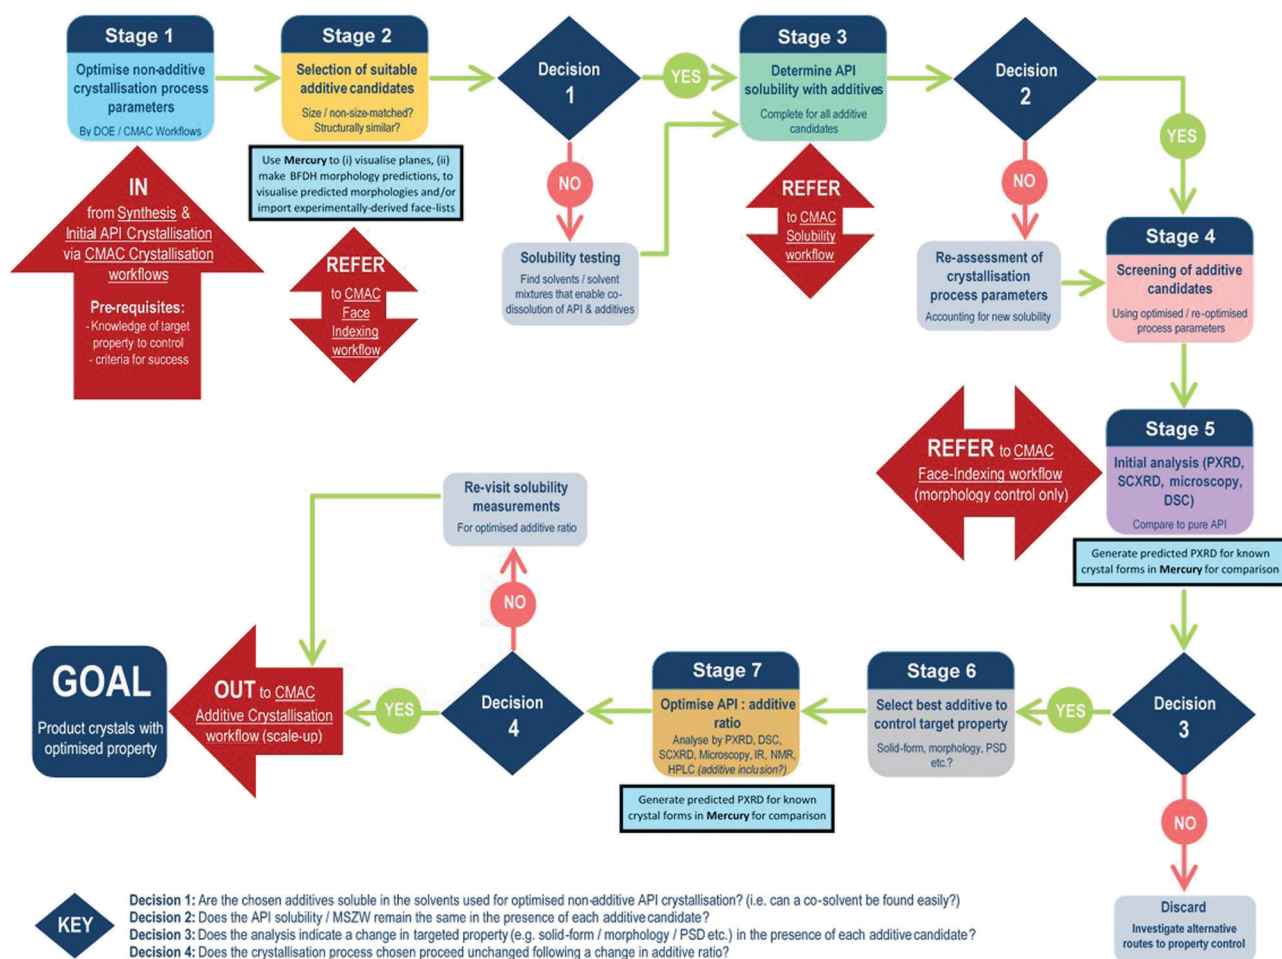 Stage 1
Optimise non-additive
crystallisation process
parameters
By DOE / CMAC Workflows
Stage 2
Selection of suitable
additive candidates
Size / non-size-matched?
Structurally similar?
Decision
1
YES
Stage 3
Determine API
solubility with additives
Complete for all additive
candidates
Decision
2
YES
Use Mercury to (i) visualise planes, (ii)
make BFDH morphology predictions, to
visualise predicted morphologies and/or
import experimentally-derived face-lists
NO
NO
IN
from Synthesis &
Initial API Crystallisation
via CMAC Crystallisation
workflows
Pre-requisites:
- Knowledge of target
property to control
- criteria for success
REFER
to CMAC
Face
Indexing
workflow
Solubility testing
Find solvents / solvent
mixtures that enable co-
dissolution of API & additives
REFER
to CMAC
Solubility
workflow
Re-assessment of
crystallisation
process parameters
Accounting for new solubility
Stage 4
Screening of additive
candidates
Using optimised / re-optimised
process parameters
REFER to CMAC
Face-Indexing workflow
(morphology control only)
Stage 5
Initial analysis (PXRD,
SCXRD, microscopy,
DSC)
Compare to pure API
Generate predicted PXRD for known
crystal forms in Mercury for comparison
Re-visit solubility
measurements
For optimised additive ratio
NO
GOAL
Product crystals with
optimised property
OUT to CMAC
Additive Crystallisation
workflow (scale-up)
YES
Decision
4
Stage 7
Optimise API : additive
ratio
Analyse by PXRD, DSC,
SCXRD, Microscopy, IR, NMR,
HPLC (additive inclusion?)
Generate predicted PXRD for known
crystal forms in Mercury for comparison
Stage 6
Select best additive to
control target property
Solid-form, morphology, PSD
etc.?
YES
Decision
3
NO
Discard
Investigate alternative
routes to property control
KEY
Decision 1: Are the chosen additives soluble in the solvents used for optimised non-additive API crystallisation? (i.e. can a co-solvent be found easily?)
Decision 2: Does the API solubility / MSZW remain the same in the presence of each additive candidate?
Decision 3: Does the analysis indicate a change in targeted property (e.g. solid-form / morphology / PSD etc.) in the presence of each additive candidate?
Decision 4: Does the crystallisation process chosen proceed unchanged following a change in additive ratio?